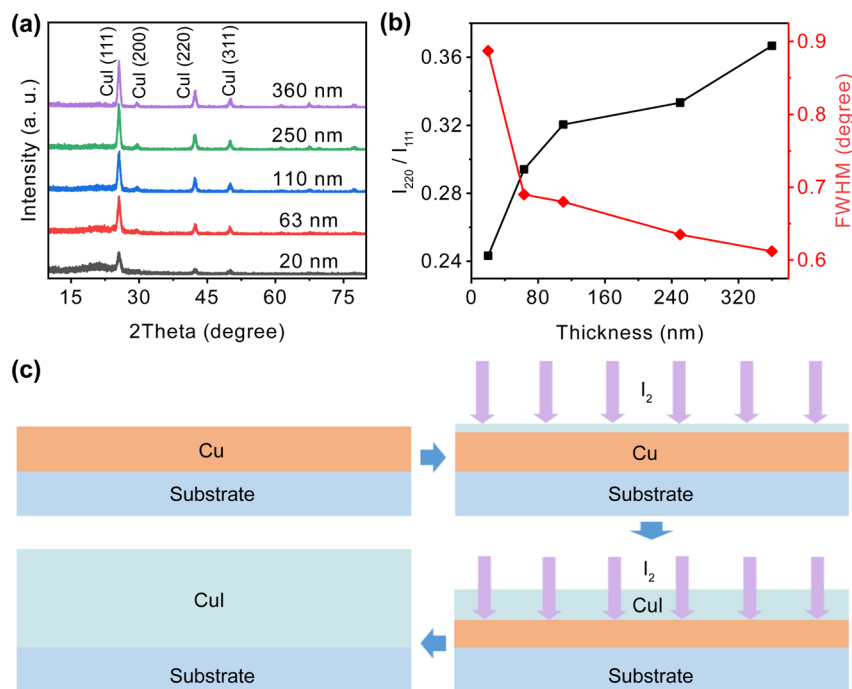 (a)
CuI (111)
CuI (200)
CuI (220)
CuI (311)
360 nm
250 nm
110 nm
63 nm
20 nm
Intensity (a. u.)
15 30 45 60 75
2Theta (degree)
(b)
0.36
0.32
0.28
0.24
I₂₂₀ / I₁₁₁
0.9
0.8
0.7
0.6
FWHM (degree)
0 80 160 240 320
Thickness (nm)
(c)
Cu
Substrate
I₂
Cu
Substrate
CuI
Substrate
I₂
CuI
Substrate